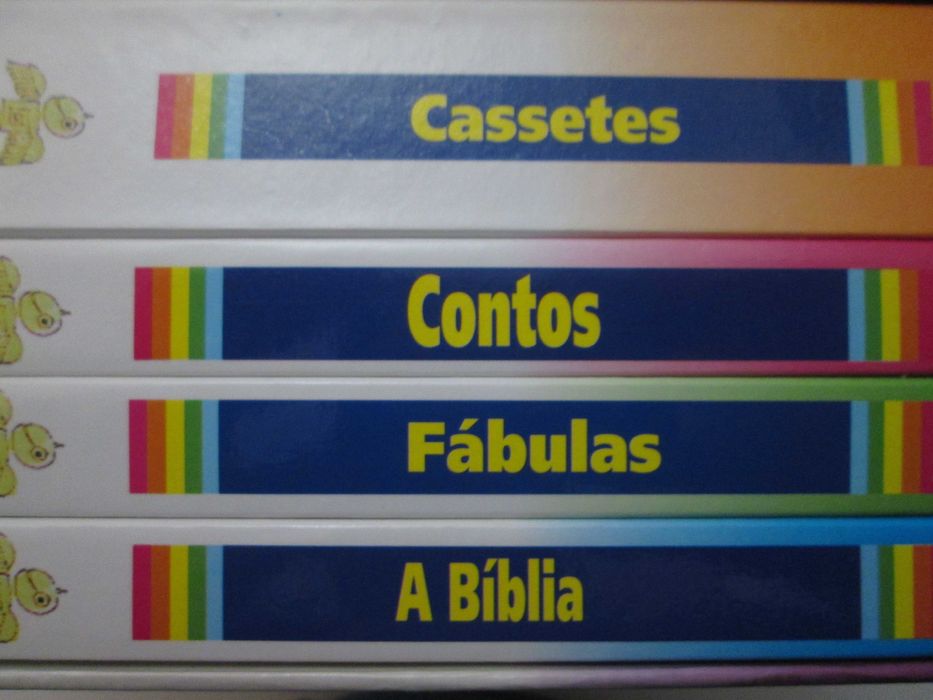 Cassetes
Contos
Fábulas
A Bíblia